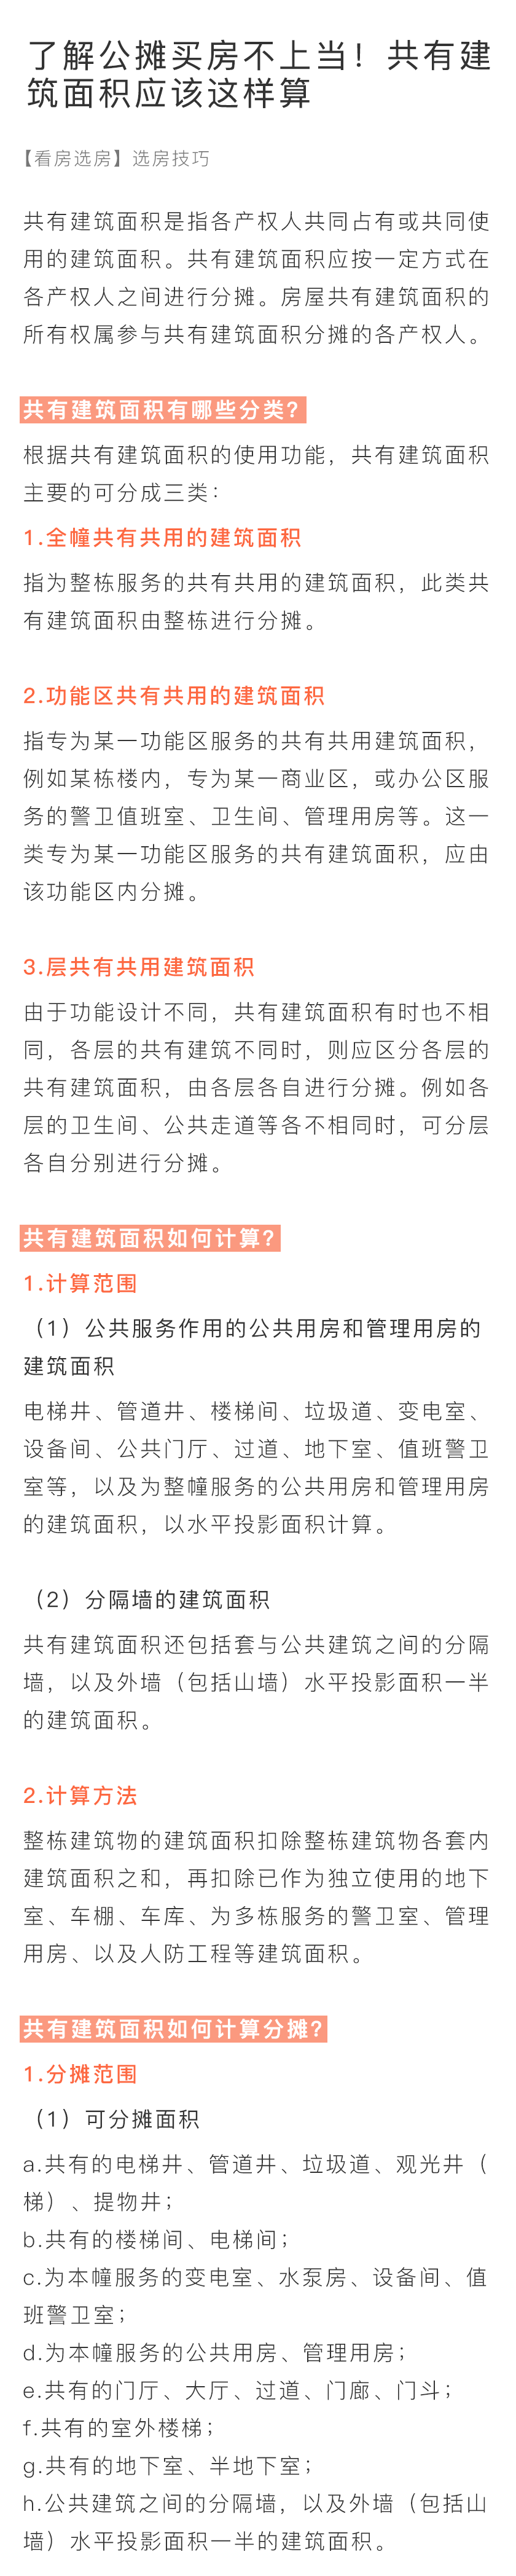 了解公摊买房不上当！共有建
筑面积应该这样算
【看房选房】选房技巧
共有建筑面积是指各产权人共同占有或共同使
用的建筑面积。共有建筑面积应按一定方式在
各产权人之间进行分摊。房屋共有建筑面积的
所有权属参与共有建筑面积分摊的各产权人。
共有建筑面积有哪些分类？
根据共有建筑面积的使用功能，共有建筑面积
主要的可分成三类：
1.全幢共有共用的建筑面积
指为整栋服务的共有共用的建筑面积，此类共
有建筑面积由整栋进行分摊。
2.功能区共有共用的建筑面积
指专为某一功能区服务的共有共用建筑面积，
例如某栋楼内，专为某一商业区，或办公区服
务的警卫值班室、卫生间、管理用房等。这一
类专为某一功能区服务的共有建筑面积，应由
该功能区内分摊。
3.层共有共用建筑面积
由于功能设计不同，共有建筑面积有时也不相
同，各层的共有建筑不同时，则应区分各层的
共有建筑面积，由各层各自进行分摊。例如各
层的卫生间、公共走道等各不相同时，可分层
各自分别进行分摊。
共有建筑面积如何计算？
1.计算范围
（1）公共服务作用的公共用房和管理用房的
建筑面积
电梯井、管道井、楼梯间、垃圾道、变电室、
设备间、公共门厅、过道、地下室、值班警卫
室等，以及为整幢服务的公共用房和管理用房
的建筑面积，以水平投影面积计算。
（2）分隔墙的建筑面积
共有建筑面积还包括套与公共建筑之间的分隔
墙，以及外墙（包括山墙）水平投影面积一半
的建筑面积。
2.计算方法
整栋建筑物的建筑面积扣除整栋建筑物各套内
建筑面积之和，再扣除已作为独立使用的地下
室、车棚、车库、为多栋服务的警卫室、管理
用房、以及人防工程等建筑面积。
共有建筑面积如何计算分摊？
1.分摊范围
（1）可分摊面积
a.共有的电梯井、管道井、垃圾道、观光井（
梯）、提物井；
b.共有的楼梯间、电梯间；
c.为本幢服务的变电室、水泵房、设备间、值
班警卫室；
d.为本幢服务的公共用房、管理用房；
e.共有的门厅、大厅、过道、门廊、门斗；
f.共有的室外楼梯；
g.共有的地下室、半地下室；
h.公共建筑之间的分隔墙，以及外墙（包括山
墙）水平投影面积一半的建筑面积。